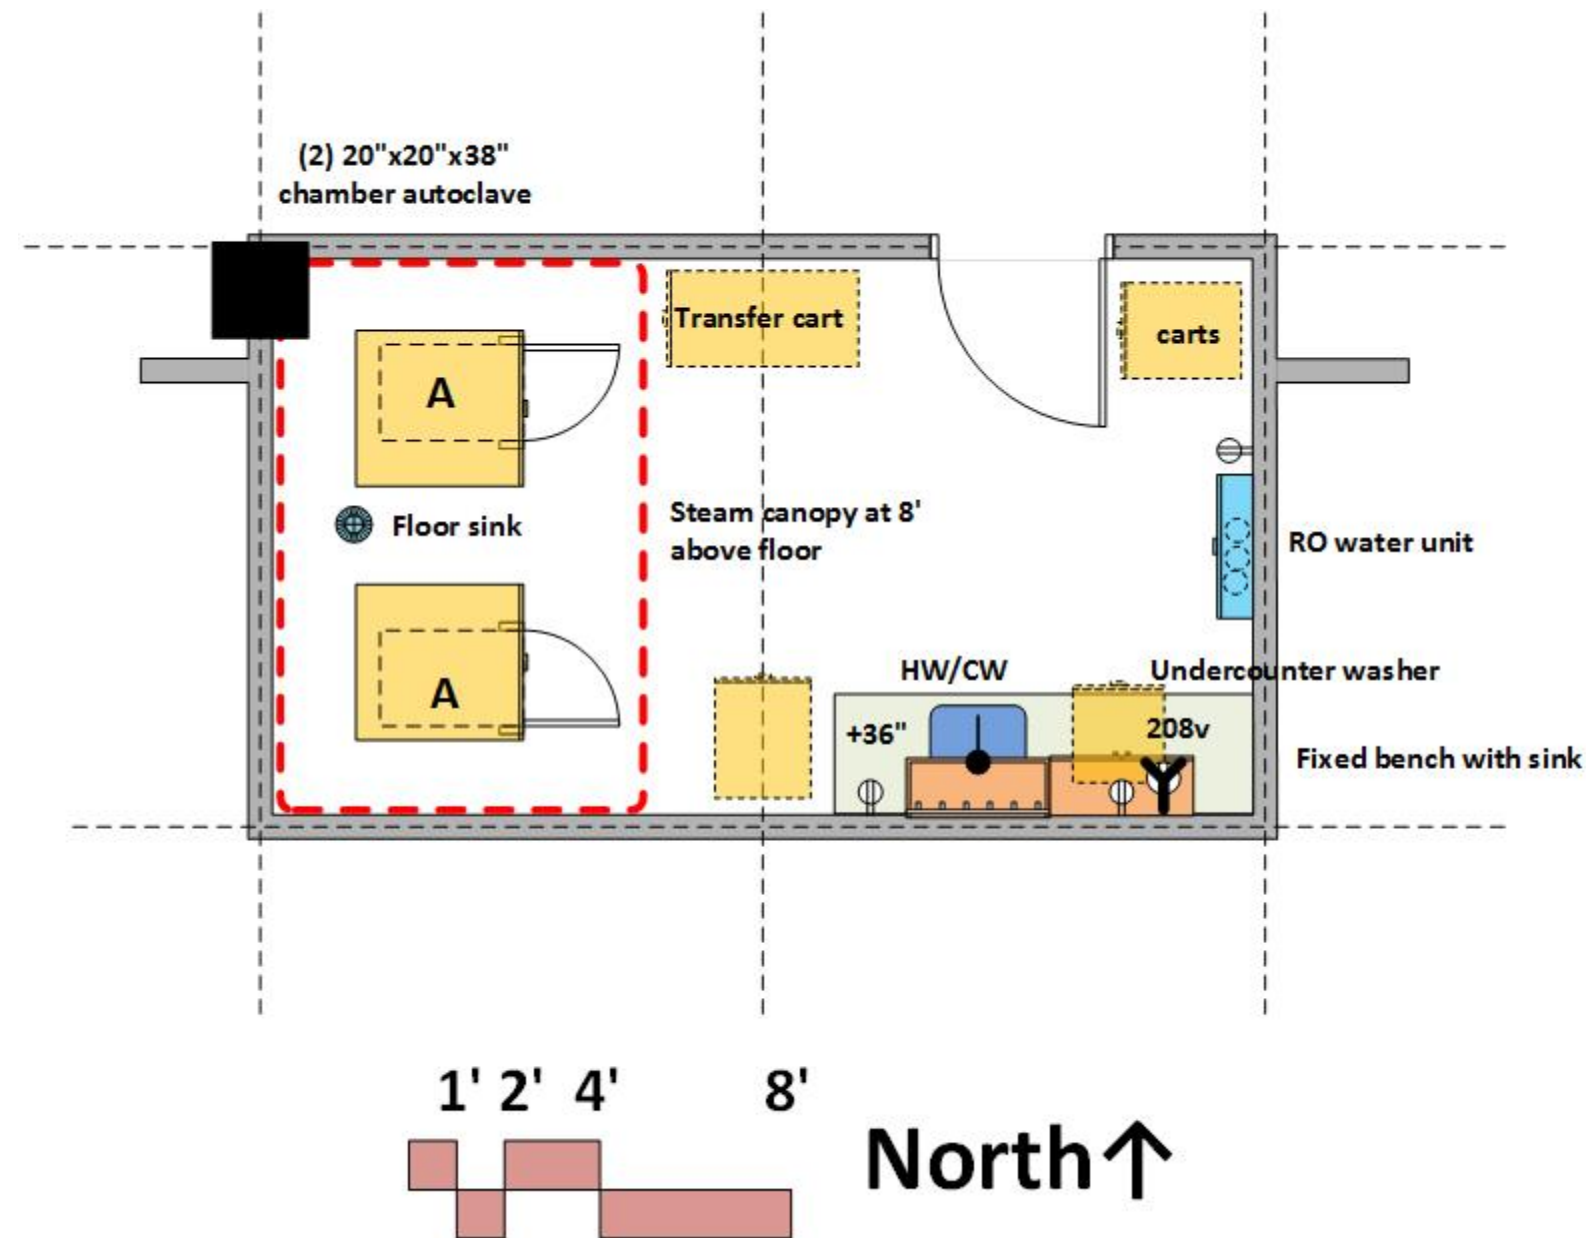 (2) 20"x20"x38"
chamber autoclave
Transfer cart
carts
A
Floor sink
Steam canopy at 8'
above floor
RO water unit
A
HW/CW
Undercounter washer
+36"
208v
Fixed bench with sink
1' 2' 4' 8'
North↑